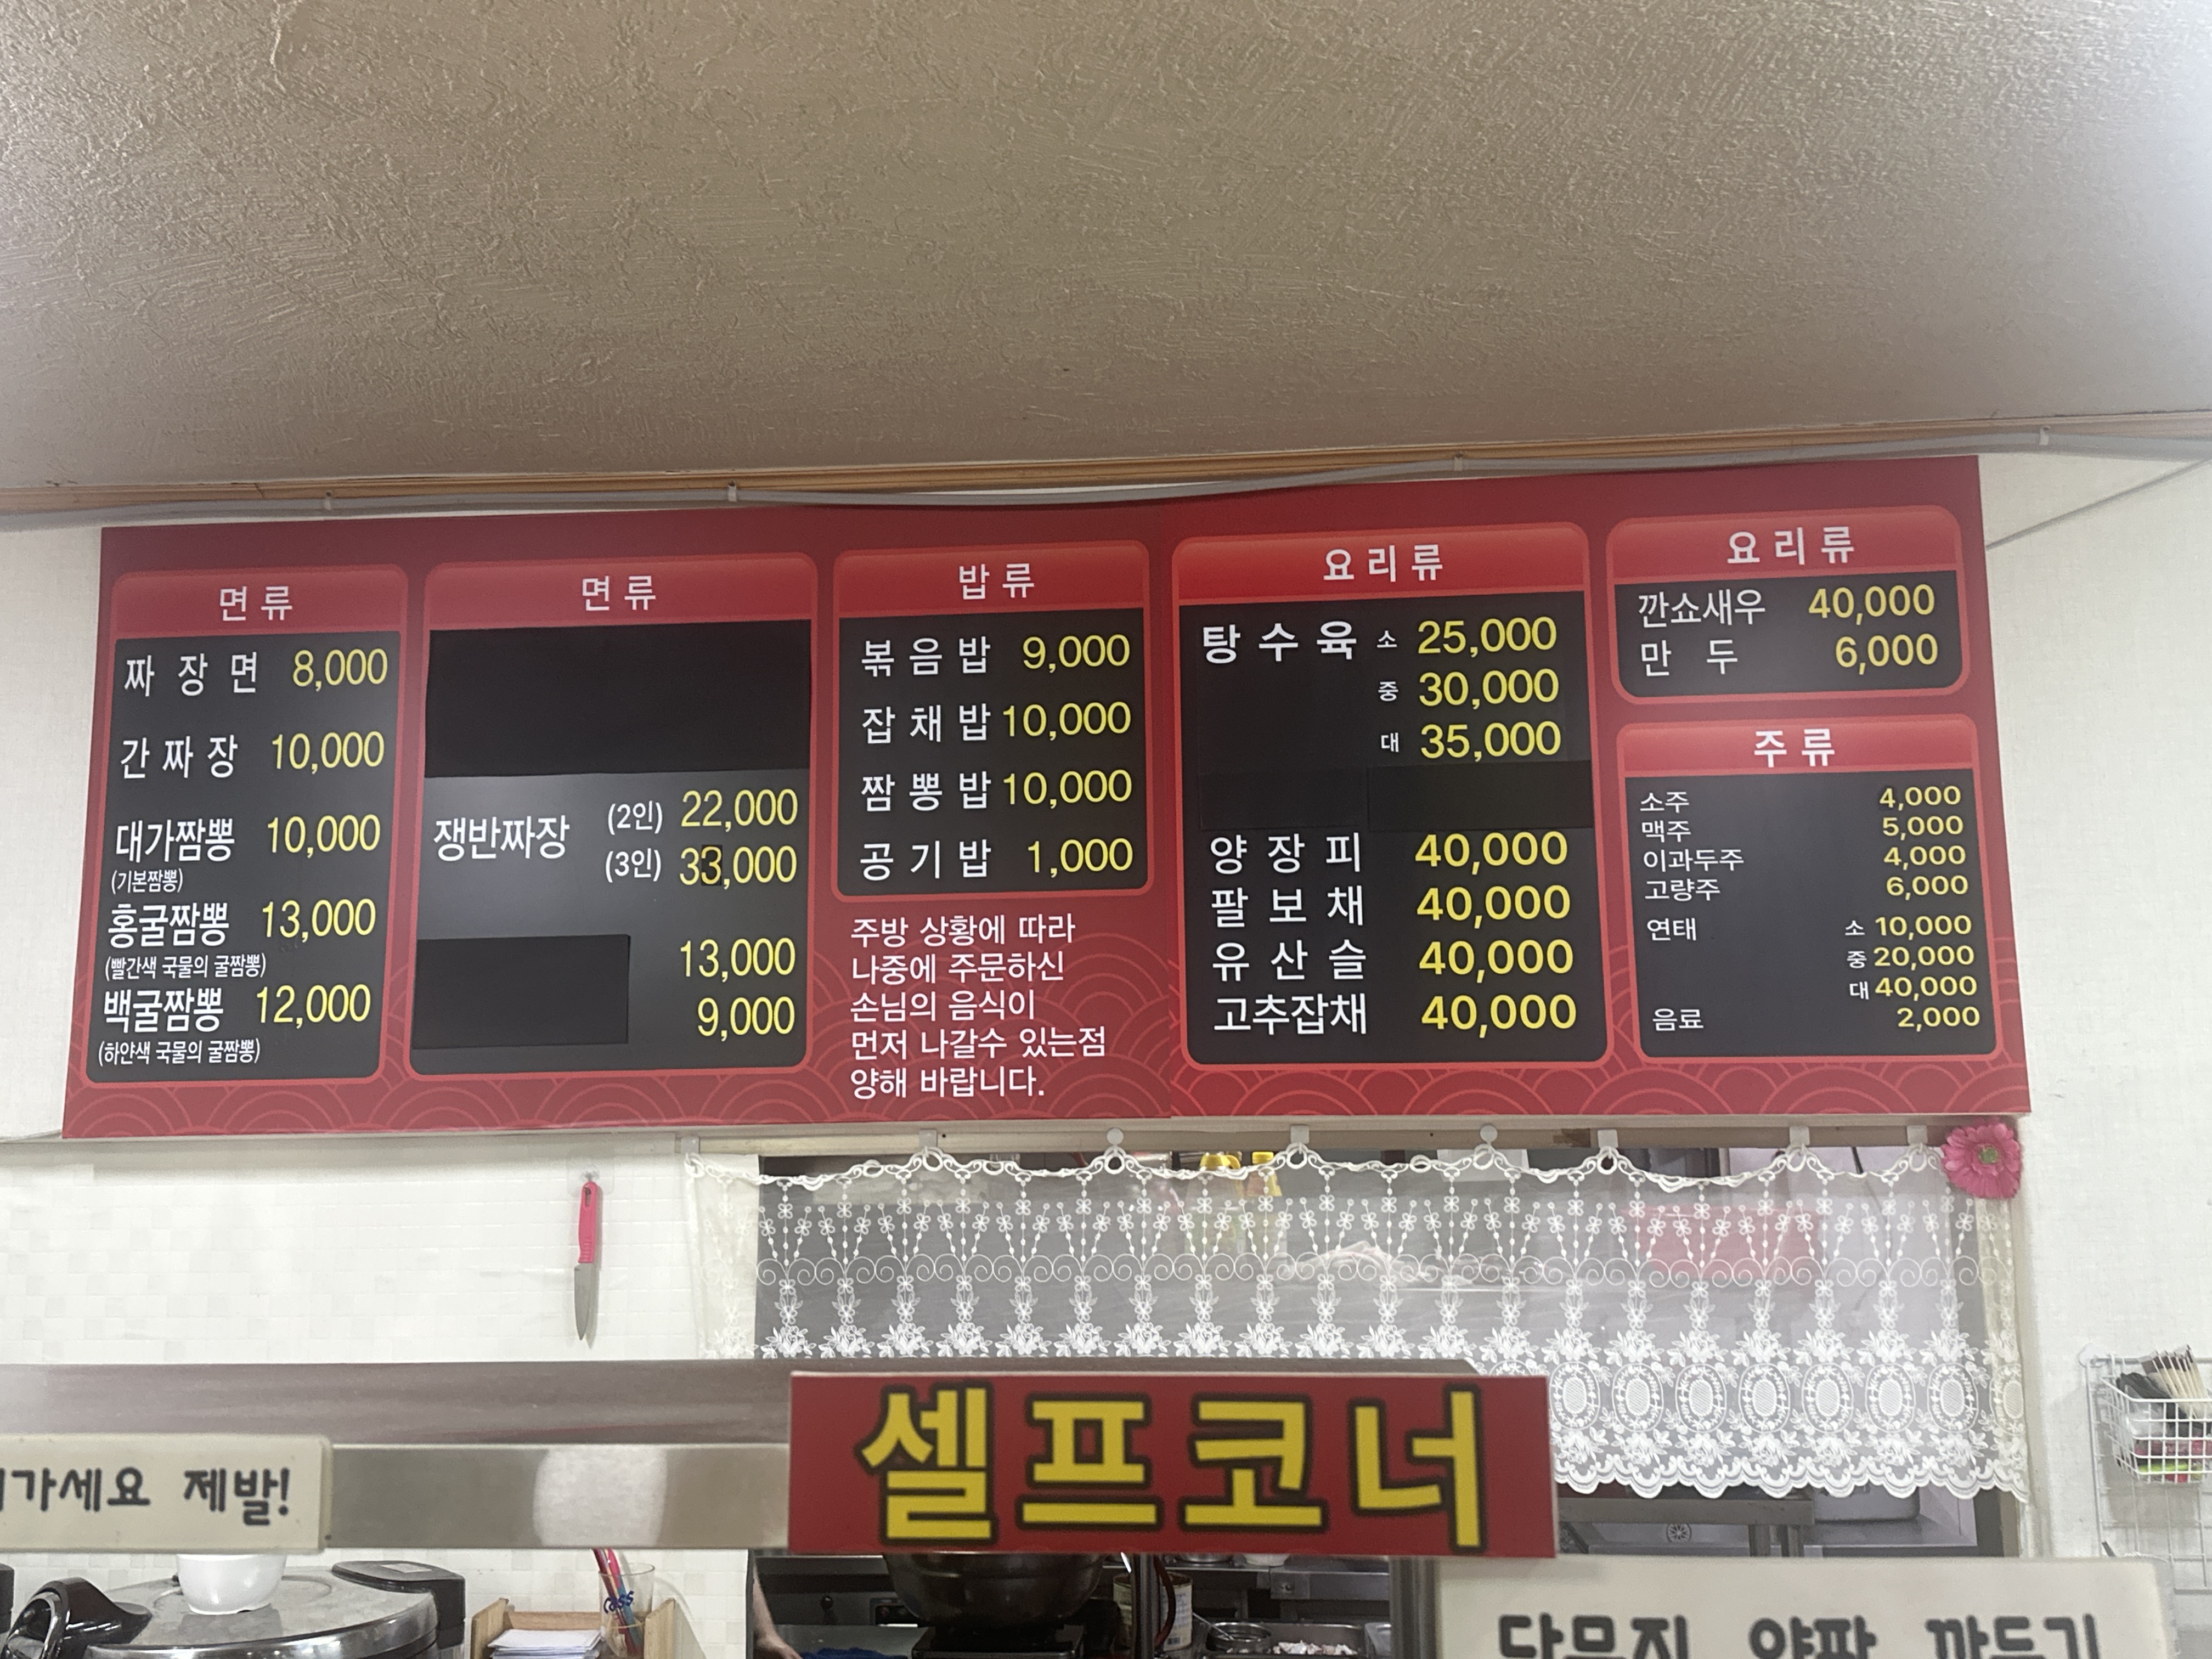 면류
짜장면 8,000
간짜장 10,000
대가짬뽕 10,000
(기본짬뽕)
홍굴짬뽕 13,000
(빨간색 국물의 굴짬뽕)
백굴짬뽕 12,000
(하얀색 국물의 굴짬뽕)
면류
쟁반짜장 (2인) 22,000
(3인) 33,000
13,000
9,000
밥류
볶음밥 9,000
잡채밥 10,000
짬뽕밥 10,000
공기밥 1,000
주방 상황에 따라
나중에 주문하신
손님의 음식이
먼저 나갈수 있는점
양해 바랍니다.
요리류
탕수육 소 25,000
중 30,000
대 35,000
양장피 40,000
팔보채 40,000
유산슬 40,000
고추잡채 40,000
요리류
깐쇼새우 40,000
만두 6,000
주류
소주 4,000
맥주 5,000
이과두주 4,000
고량주 6,000
연태 소 10,000
중 20,000
대 40,000
음료 2,000
셀프코너
제발!
단무지 양파 깍두기
Cass